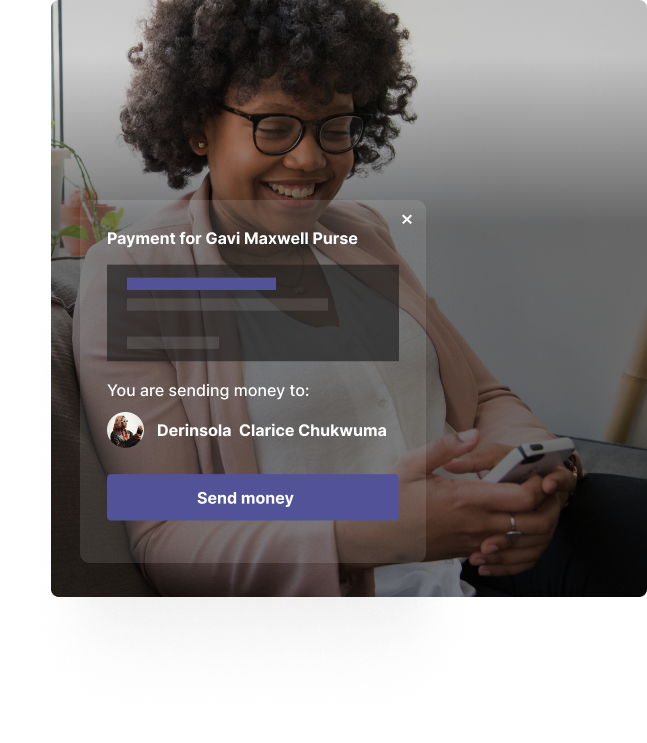 Payment for Gavi Maxwell Purse
You are sending money to:
Derinsola Clarice Chukwuma
Send money